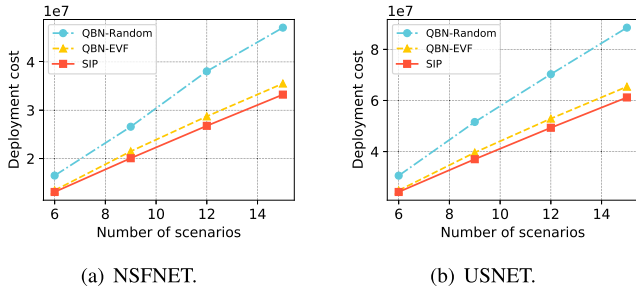 1e7
QBN-Random
QBN-EVF
SIP
Deployment cost
4
3
2
6 8 10 12 14
Number of scenarios
(a) NSFNET.
1e7
QBN-Random
QBN-EVF
SIP
Deployment cost
8
6
4
6 8 10 12 14
Number of scenarios
(b) USNET.